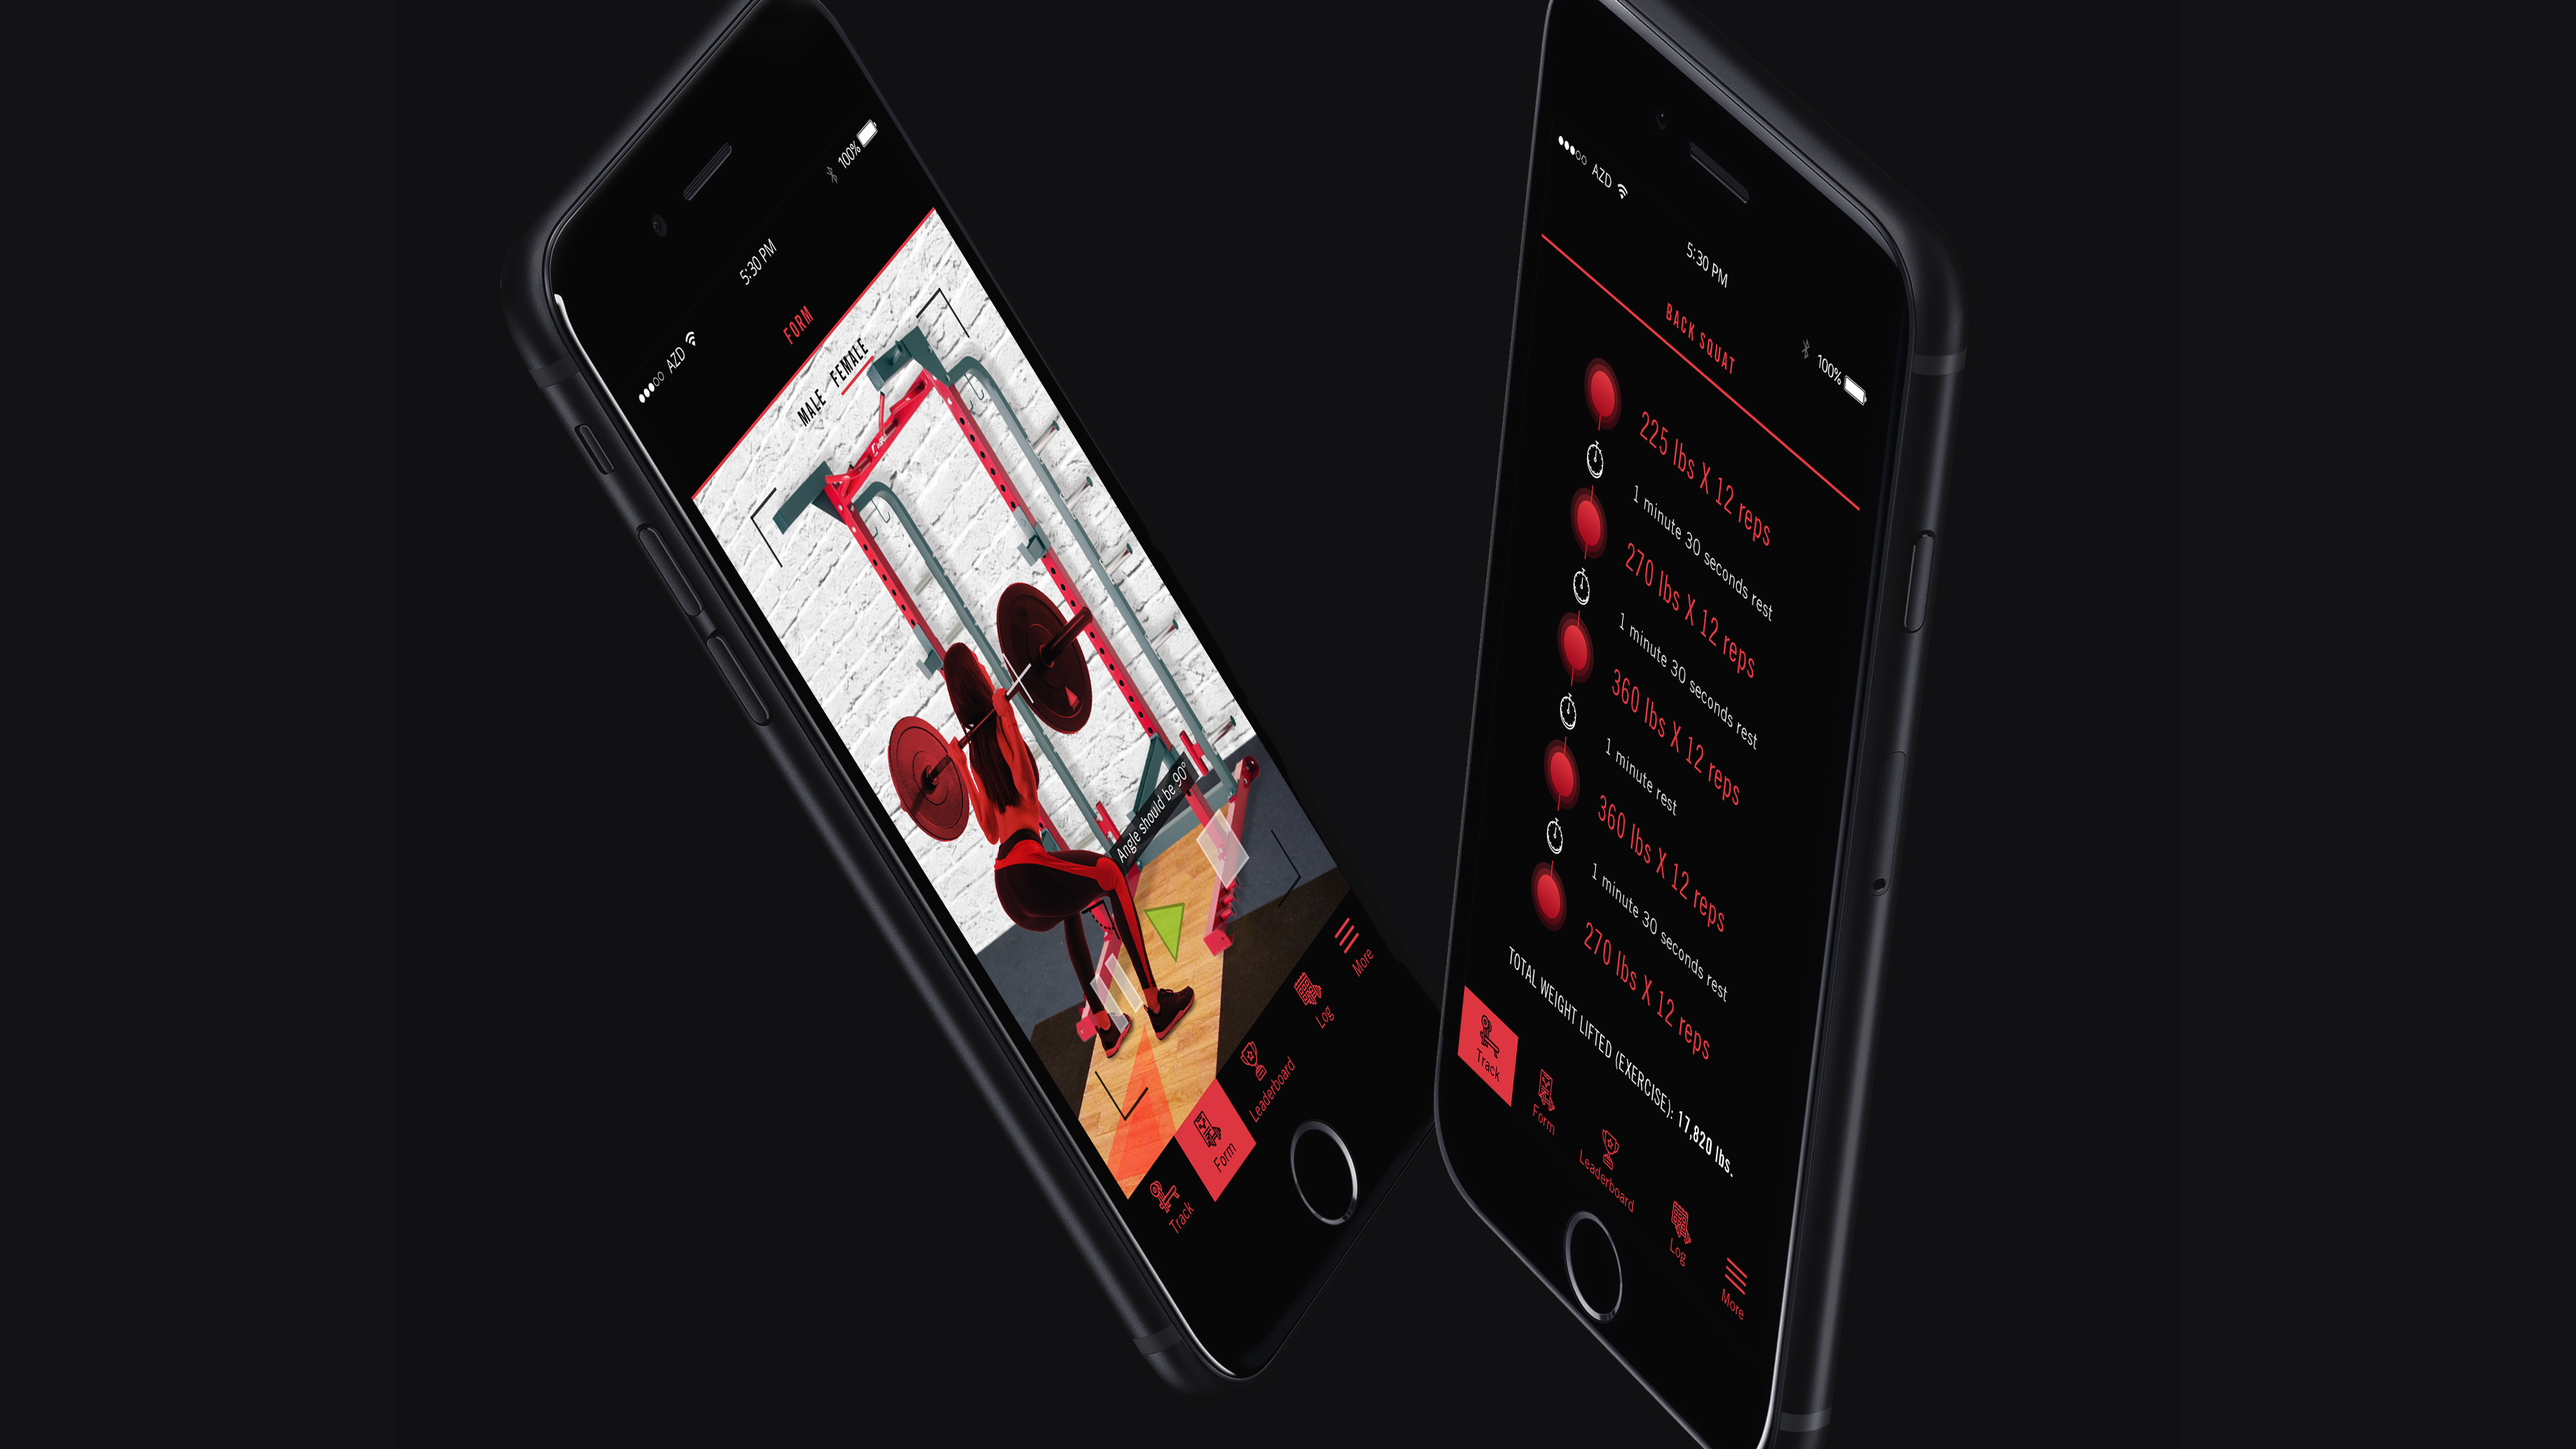 AZD
5:30 PM
100%
FORM
MALE FEMALE
Angle should be 90°
Track
Form
Leaderboard
Log
More
AZD
5:30 PM
100%
BACK SQUAT
225 lbs X 12 reps
1 minute 30 seconds rest
270 lbs X 12 reps
1 minute 30 seconds rest
360 lbs X 12 reps
1 minute rest
360 lbs X 12 reps
1 minute 30 seconds rest
270 lbs X 12 reps
TOTAL WEIGHT LIFTED (EXERCISE): 17,820 lbs.
Track
Form
Leaderboard
Log
More